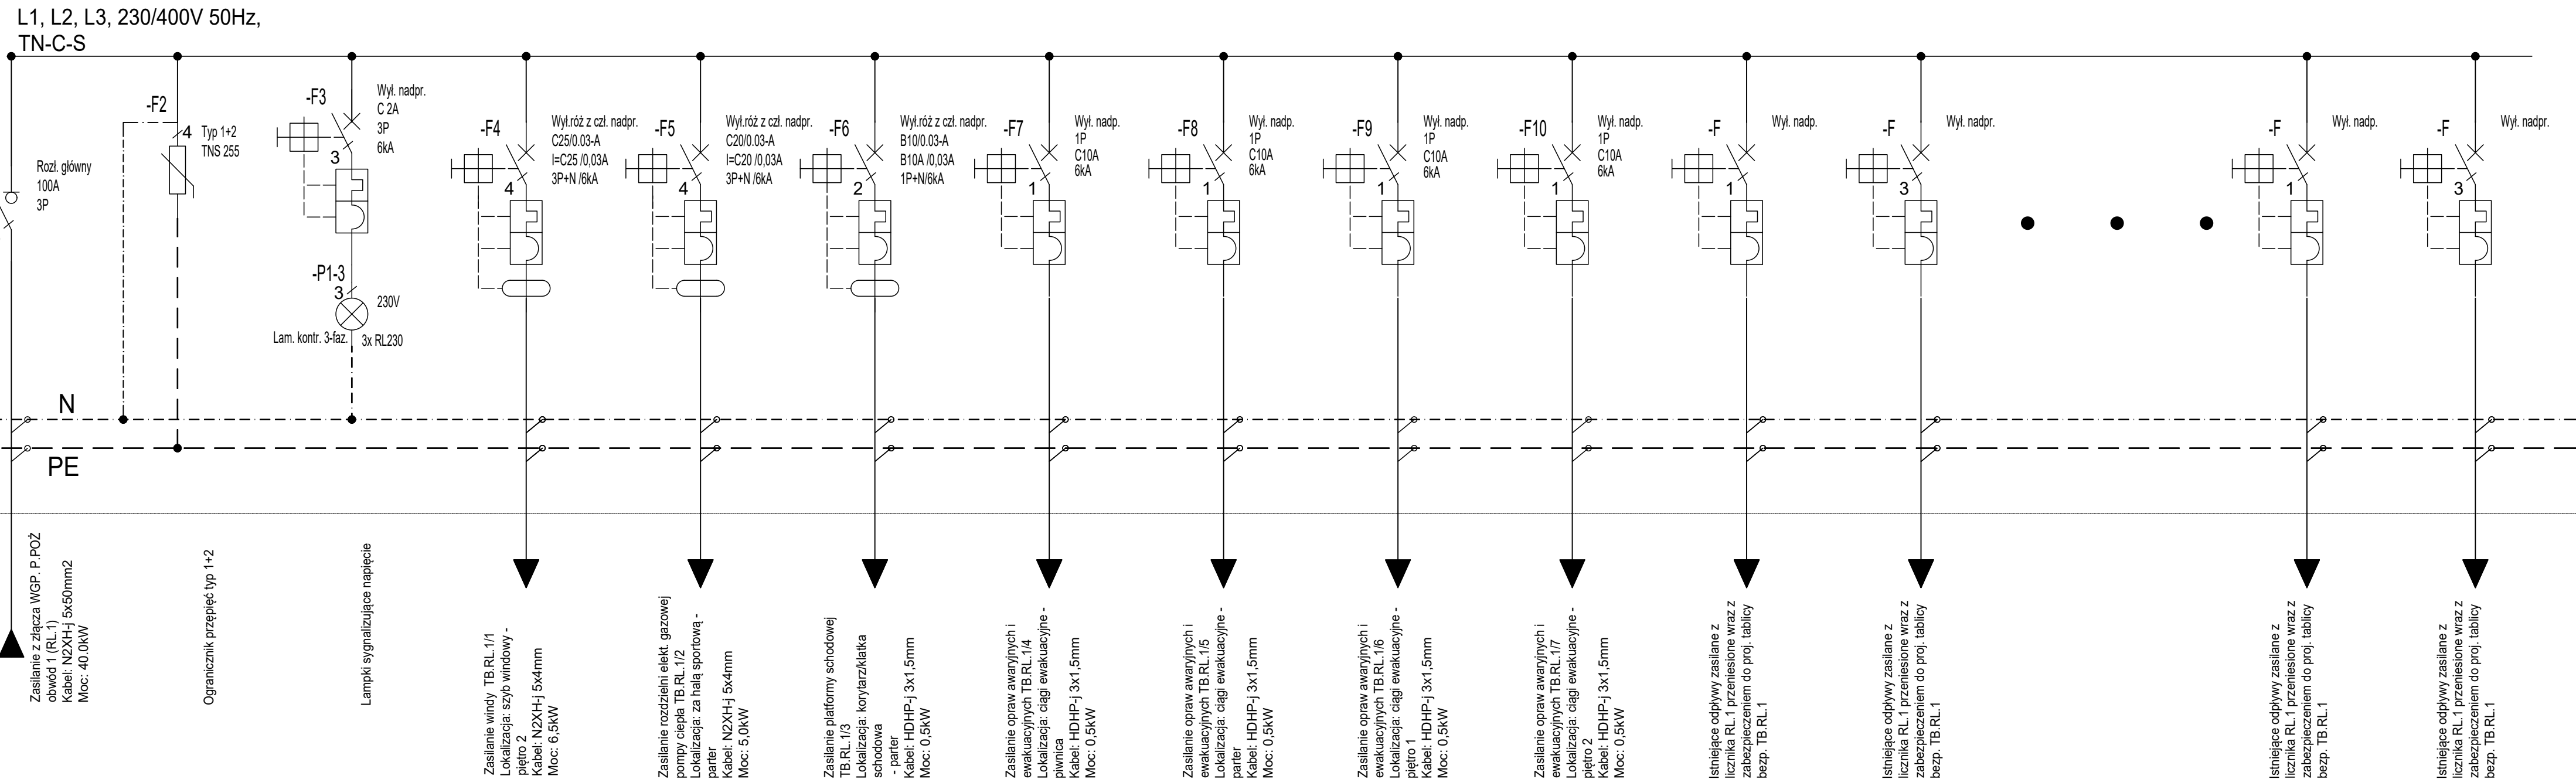 L1, L2, L3, 230/400V 50Hz,
TN-C-S
Rozł. główny
100A
3P
-F2
4
Typ 1+2
TNS 255
-F3
Wył. nadpr.
C 2A
3P
6kA
3
-P1-3
3
230V
Lam. kontr. 3-faz.
3x RL230
-F4
Wył.róż z czł. nadpr.
C25/0.03-A
I=C25 /0,03A
3P+N /6kA
4
-F5
Wył.róż z czł. nadpr.
C20/0.03-A
I=C20 /0,03A
3P+N /6kA
4
-F6
Wył.róż z czł. nadpr.
B10/0.03-A
B10A /0,03A
1P+N/6kA
2
-F7
Wył. nadp.
1P
C10A
6kA
1
-F8
Wył. nadp.
1P
C10A
6kA
1
-F9
Wył. nadp.
1P
C10A
6kA
1
-F10
Wył. nadp.
1P
C10A
6kA
1
-F
Wył. nadp.
1
-F
Wył. nadpr.
3
-F
Wył. nadp.
1
-F
Wył. nadpr.
3
N
PE
Zasilanie z złącza WGP. P.POŻ
obwód 1 (RL.1)
Kabel: N2XH-j 5x50mm2
Moc: 40.0kW
Ogranicznik przępięć typ 1+2
Lampki sygnalizujące napięcie
Zasilanie windy TB.RL.1/1
Lokalizacja: szyb windowy -
piętro 2
Kabel: N2XH-j 5x4mm
Moc: 6,5kW
Zasilanie rozdzielni elekt. gazowej
pompy ciepła TB.RL.1/2
Lokalizacja: za halą sportową -
parter
Kabel: N2XH-j 5x4mm
Moc: 5,0kW
Zasilanie platformy schodowej
TB.RL.1/3
Lokalizacja: korytarz/klatka
schodowa
- parter
Kabel: HDHP-j 3x1,5mm
Moc: 0,5kW
Zasilanie opraw awaryjnych i
ewakuacyjnych TB.RL.1/4
Lokalizacja: ciągi ewakuacyjne -
piwnica
Kabel: HDHP-j 3x1,5mm
Moc: 0,5kW
Zasilanie opraw awaryjnych i
ewakuacyjnych TB.RL.1/5
Lokalizacja: ciągi ewakuacyjne -
parter
Kabel: HDHP-j 3x1,5mm
Moc: 0,5kW
Zasilanie opraw awaryjnych i
ewakuacyjnych TB.RL.1/6
Lokalizacja: ciągi ewakuacyjne -
piętro 1
Kabel: HDHP-j 3x1,5mm
Moc: 0,5kW
Zasilanie opraw awaryjnych i
ewakuacyjnych TB.RL.1/7
Lokalizacja: ciągi ewakuacyjne -
piętro 2
Kabel: HDHP-j 3x1,5mm
Moc: 0,5kW
Istniejące odpływy zasilane z
licznika RL.1 przeniesione wraz z
zabezpieczeniem do proj. tablicy
bezp. TB.RL.1
Istniejące odpływy zasilane z
licznika RL.1 przeniesione wraz z
zabezpieczeniem do proj. tablicy
bezp. TB.RL.1
Istniejące odpływy zasilane z
licznika RL.1 przeniesione wraz z
zabezpieczeniem do proj. tablicy
bezp. TB.RL.1
Istniejące odpływy zasilane z
licznika RL.1 przeniesione wraz z
zabezpieczeniem do proj. tablicy
bezp. TB.RL.1